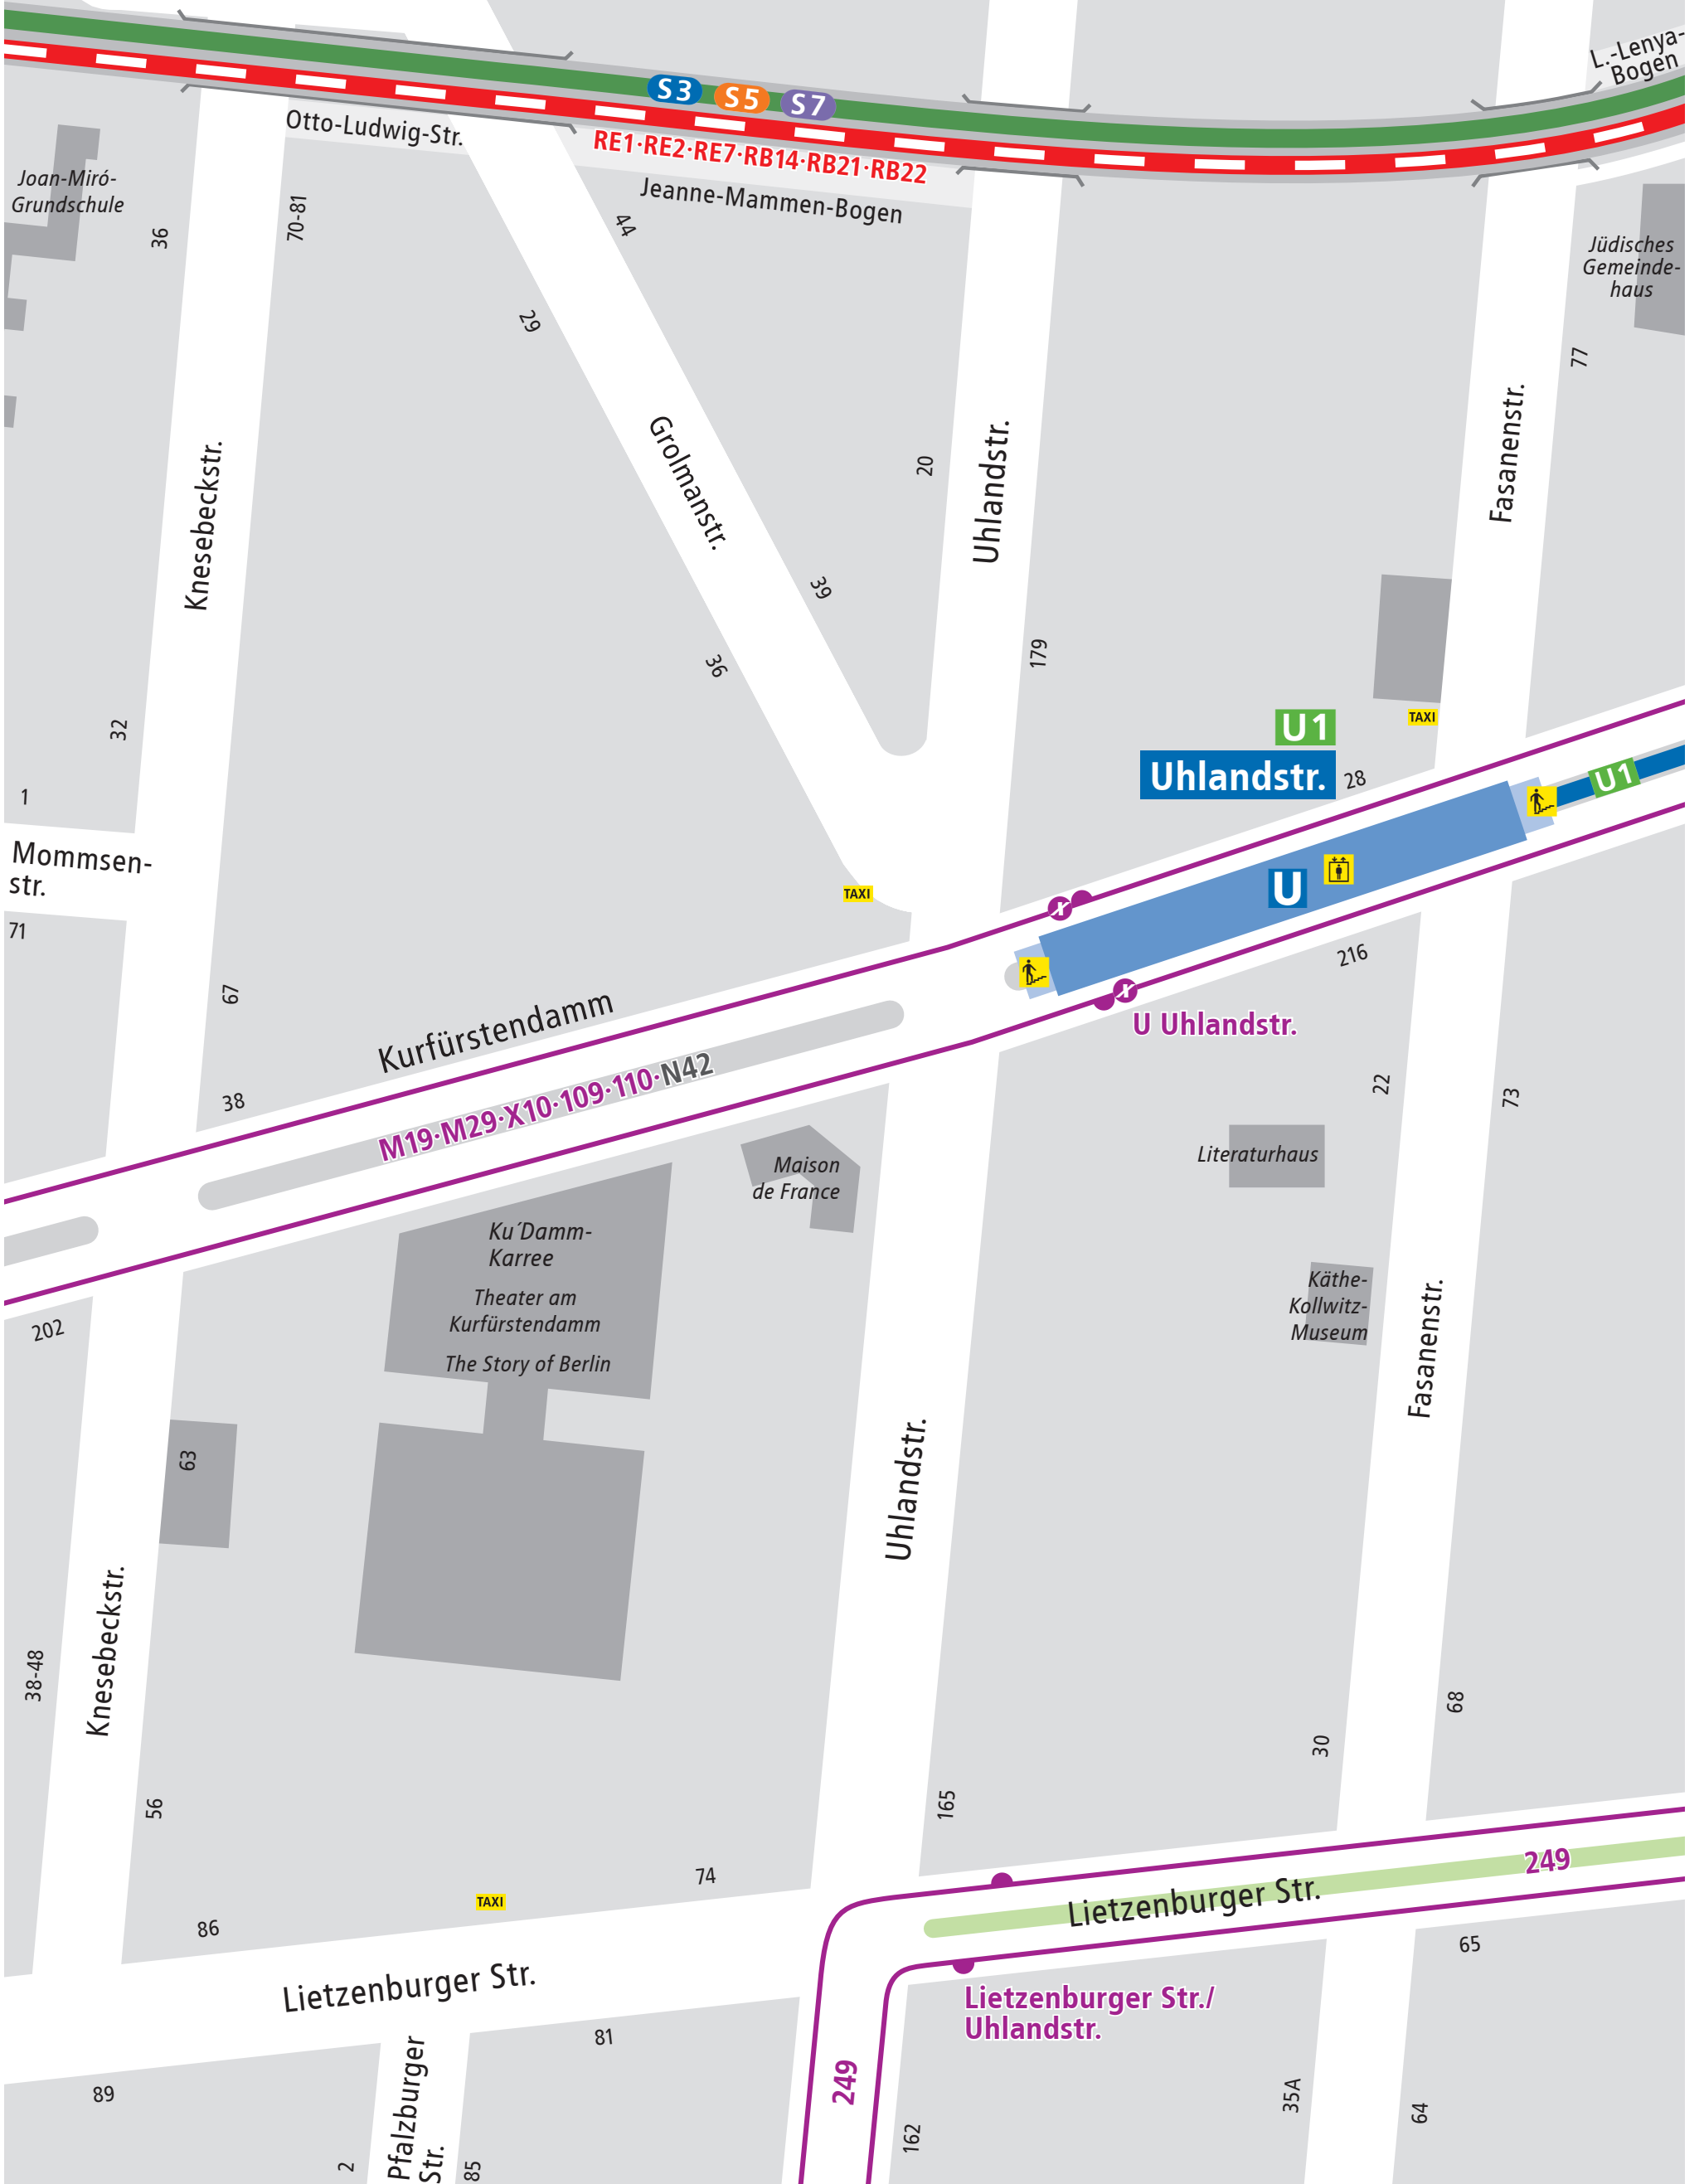 L.-Lenya-
Bogen
S3
S5
S7
Otto-Ludwig-Str.
RE1·RE2·RE7·RB14·RB21·RB22
Jeanne-Mammen-Bogen
Joan-Miró-
Grundschule
36
70-81
44
29
Jüdisches
Gemeinde-
haus
77
Knesebeckstr.
Grolmanstr.
20
Uhlandstr.
Fasanenstr.
39
36
179
32
U1
TAXI
Uhlandstr.
28
U1
1
Mommsen-
str.
71
TAXI
U
X
X
216
U Uhlandstr.
67
Kurfürstendamm
38
M19·M29·X10·109·110·N42
22
73
Maison
de France
Literaturhaus
Ku´Damm-
Karree
Theater am
Kurfürstendamm
The Story of Berlin
Käthe-
Kollwitz-
Museum
202
Fasanenstr.
63
Uhlandstr.
Knesebeckstr.
38-48
68
30
56
165
74
TAXI
249
Lietzenburger Str.
86
65
Lietzenburger Str.
Lietzenburger Str./
Uhlandstr.
81
89
249
Pfalzburger
Str.
2
85
162
35A
64